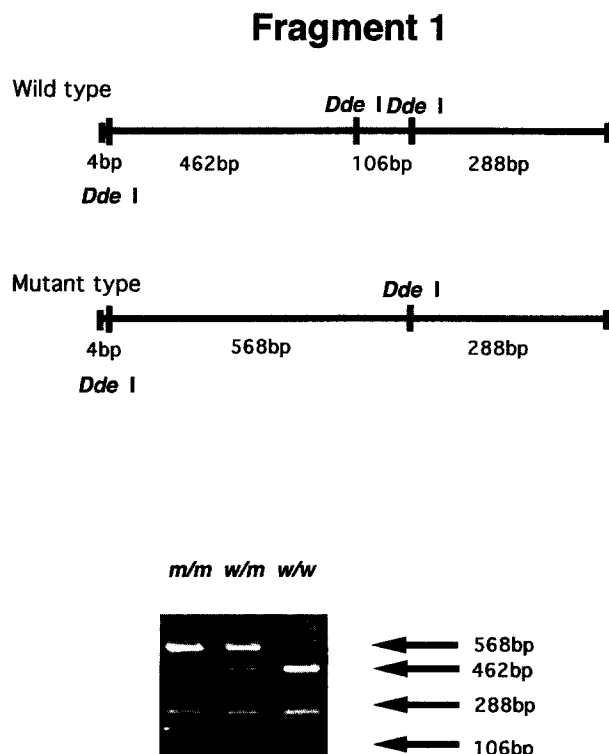 Fragment 1
Wild type
Dde I Dde I
4bp 462bp 106bp 288bp
Dde I
Mutant type
Dde I
4bp 568bp 288bp
Dde I
m/m w/m w/w
568bp
462bp
288bp
106bp